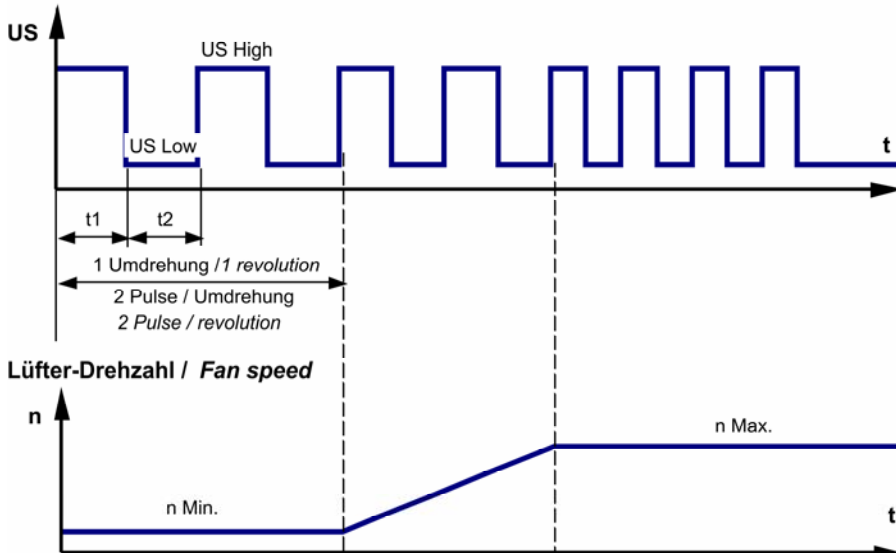 US
US High
US Low
t
t1
t2
1 Umdrehung / 1 revolution
2 Pulse / Umdrehung
2 Pulse / revolution
Lüfter-Drehzahl / Fan speed
n
n Max.
n Min.
t